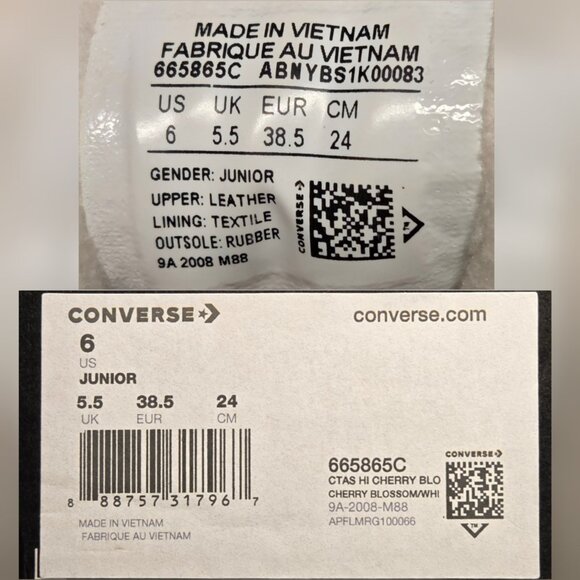 MADE IN VIETNAM
FABRIQUE AU VIETNAM
665865C ABNYBS1K00083
US UK EUR CM
6 5.5 38.5 24
GENDER: JUNIOR
UPPER: LEATHER
LINING: TEXTILE
OUTSOLE: RUBBER
9A 2008 M88
CONVERSE
TM
CONVERSE
converse.com
6
US
JUNIOR
5.5 38.5 24
UK EUR CM
8 88757 31796 7
MADE IN VIETNAM
FABRIQUE AU VIETNAM
665865C
CTAS HI CHERRY BLO
CHERRY BLOSSOM/WHI
9A-2008-M88
APFLMRG100066
CONVERSE
TM